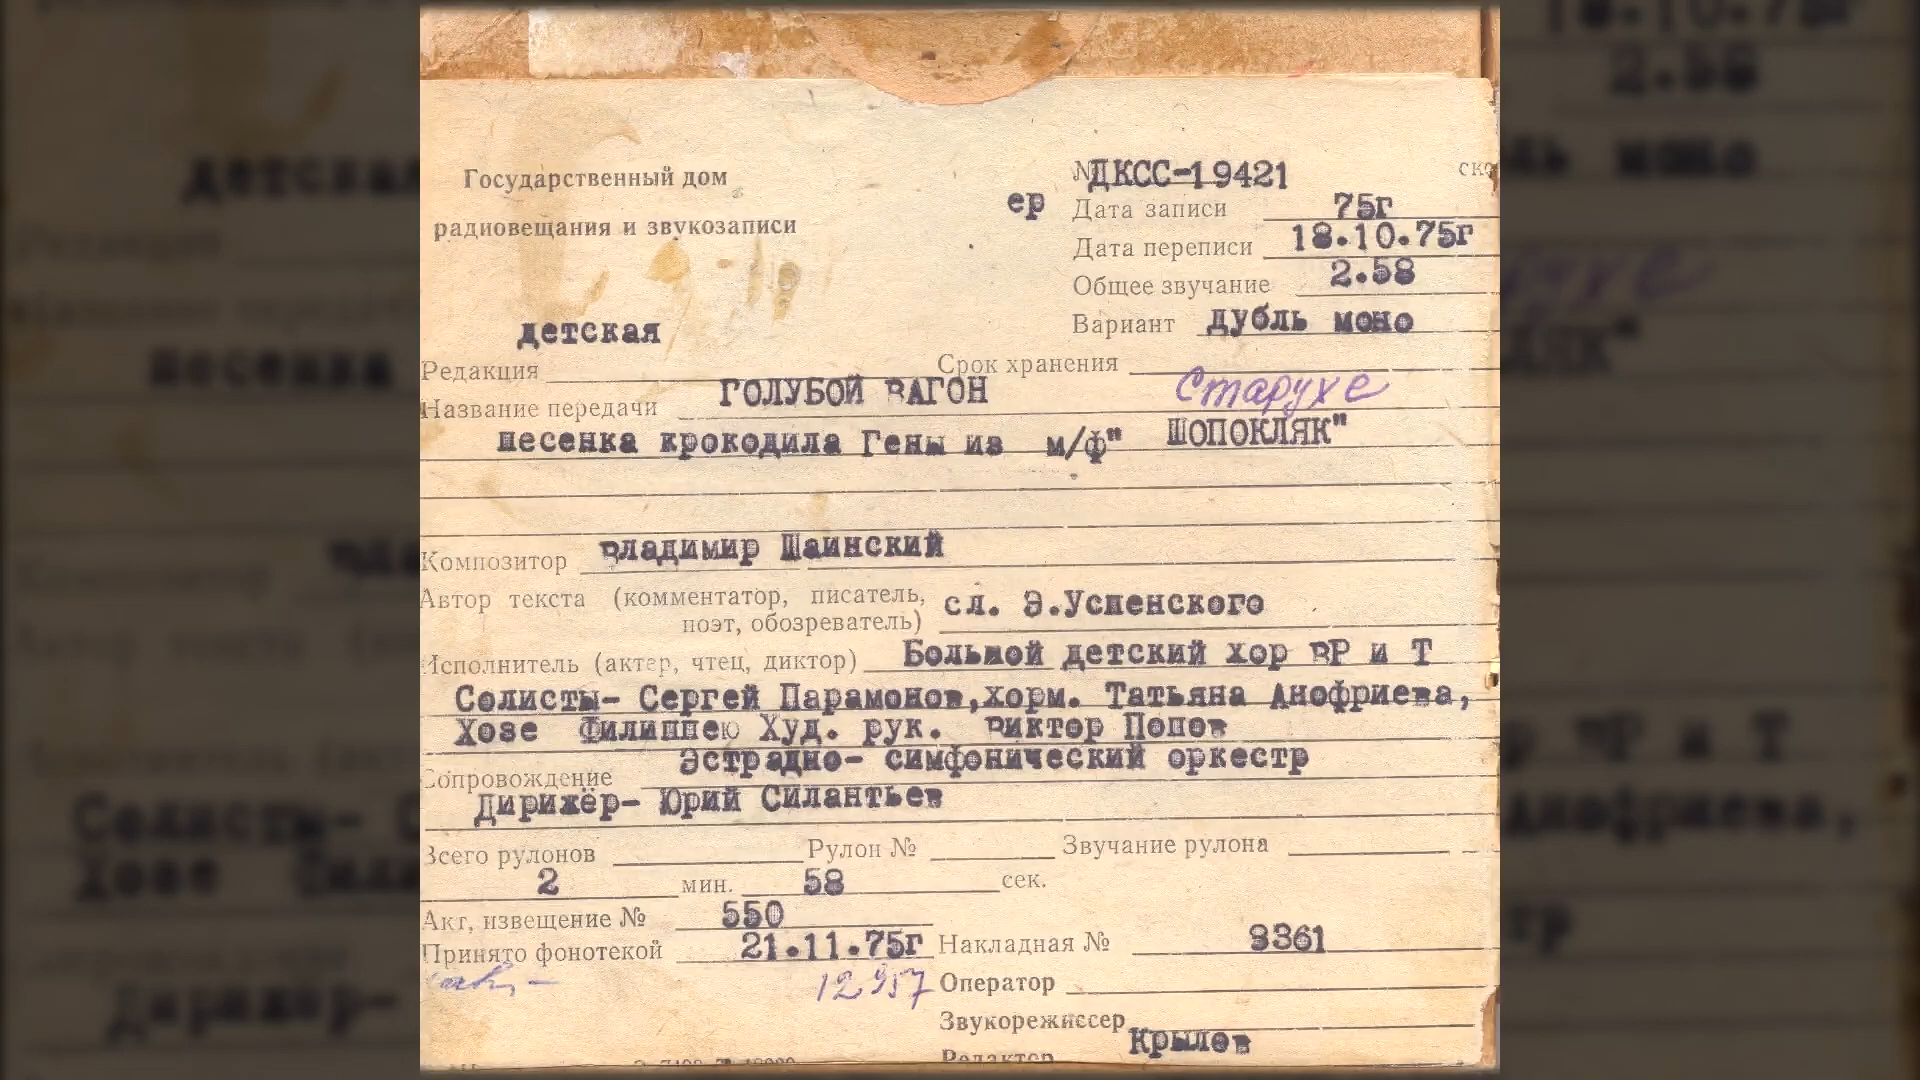 Государственный дом
радиовещания и звукозаписи
№ ДКСС-19421
ер
Дата записи 75г
Дата переписи 18.10.75г
Общее звучание 2.58
Вариант дубль моно
детская
Редакция
Срок хранения
Название передачи ГОЛУБОЙ ВАГОН
Старухе
песенка крокодила Гены из м/ф" ШОПОКЛЯК"
Композитор Владимир Шаинский
Автор текста (комментатор, писатель,
поэт, обозреватель) сл. Э.Успенского
Исполнитель (актер, чтец, диктор) Большой детский хор ВР и Т
Солисты- Сергей Парамонов,хорм. Татьяна Анофриева,
Хозе Филиппею Худ. рук. Виктор Попов
Сопровождение Эстрадно- симфонический оркестр
Дирижёр- Юрий Силантьев
Всего рулонов Рулон № Звучание рулона
2 мин. 58 сек.
Акт, извещение № 550
Принято фонотекой 21.11.75г Накладная № 3361
12957 Оператор
Звукорежиссер
Крылов
Редактор